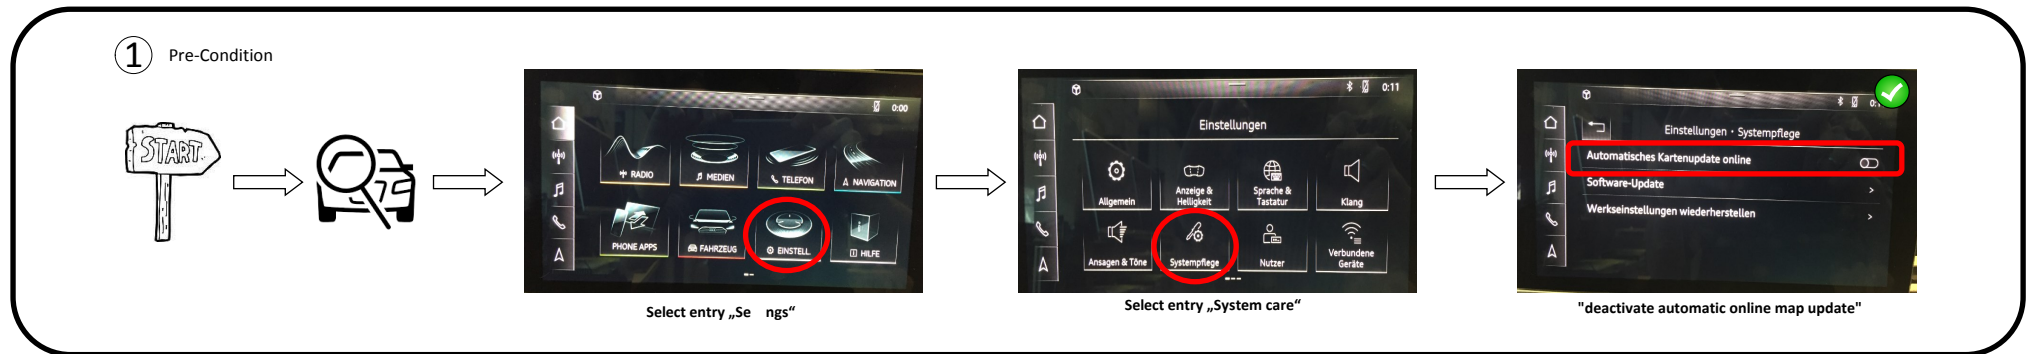 ① Pre-Condition
START
0:00
RADIO
MEDIEN
TELEFON
NAVIGATION
PHONE APPS
FAHRZEUG
EINSTELL.
HILFE
Select entry „Se ngs“
0:11
Einstellungen
Allgemein
Anzeige &
Helligkeit
Sprache &
Tastatur
Klang
Ansagen & Töne
Systempflege
Nutzer
Verbundene
Geräte
Select entry „System care“
Einstellungen · Systempflege
Automatisches Kartenupdate online
Software-Update
Werkseinstellungen wiederherstellen
"deactivate automatic online map update"